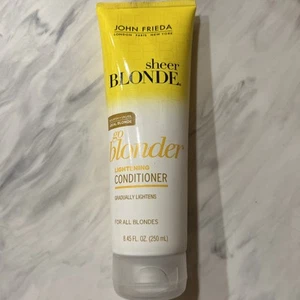 JOHN FRIEDA
LONDON PARIS NEW YORK
sheer
BLONDE
go
blonder
LIGHTENING
CONDITIONER
GRADUALLY LIGHTENS
FOR ALL BLONDES
8.45 FL. OZ. (250 mL)